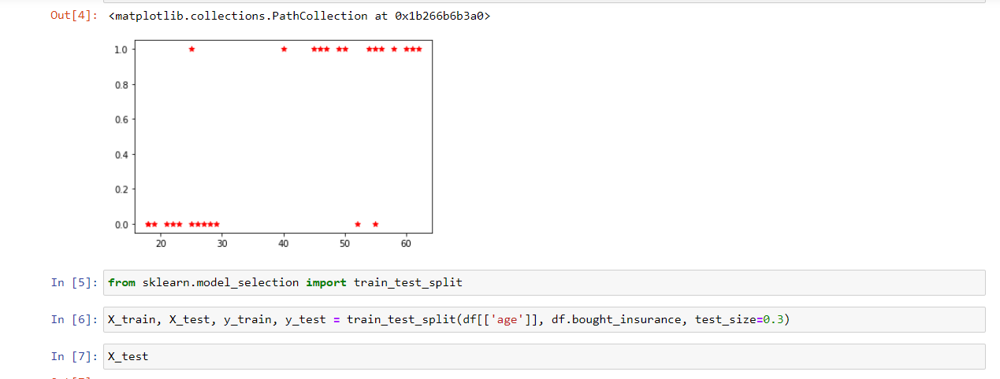 Out[4]: <matplotlib.collections.PathCollection at 0x1b266b6b3a0>
1.0
0.8
0.6
0.4
0.2
0.0
20 30 40 50 60
In [5]: from sklearn.model_selection import train_test_split
In [6]: X_train, X_test, y_train, y_test = train_test_split(df[['age']], df.bought_insurance, test_size=0.3)
In [7]: X_test